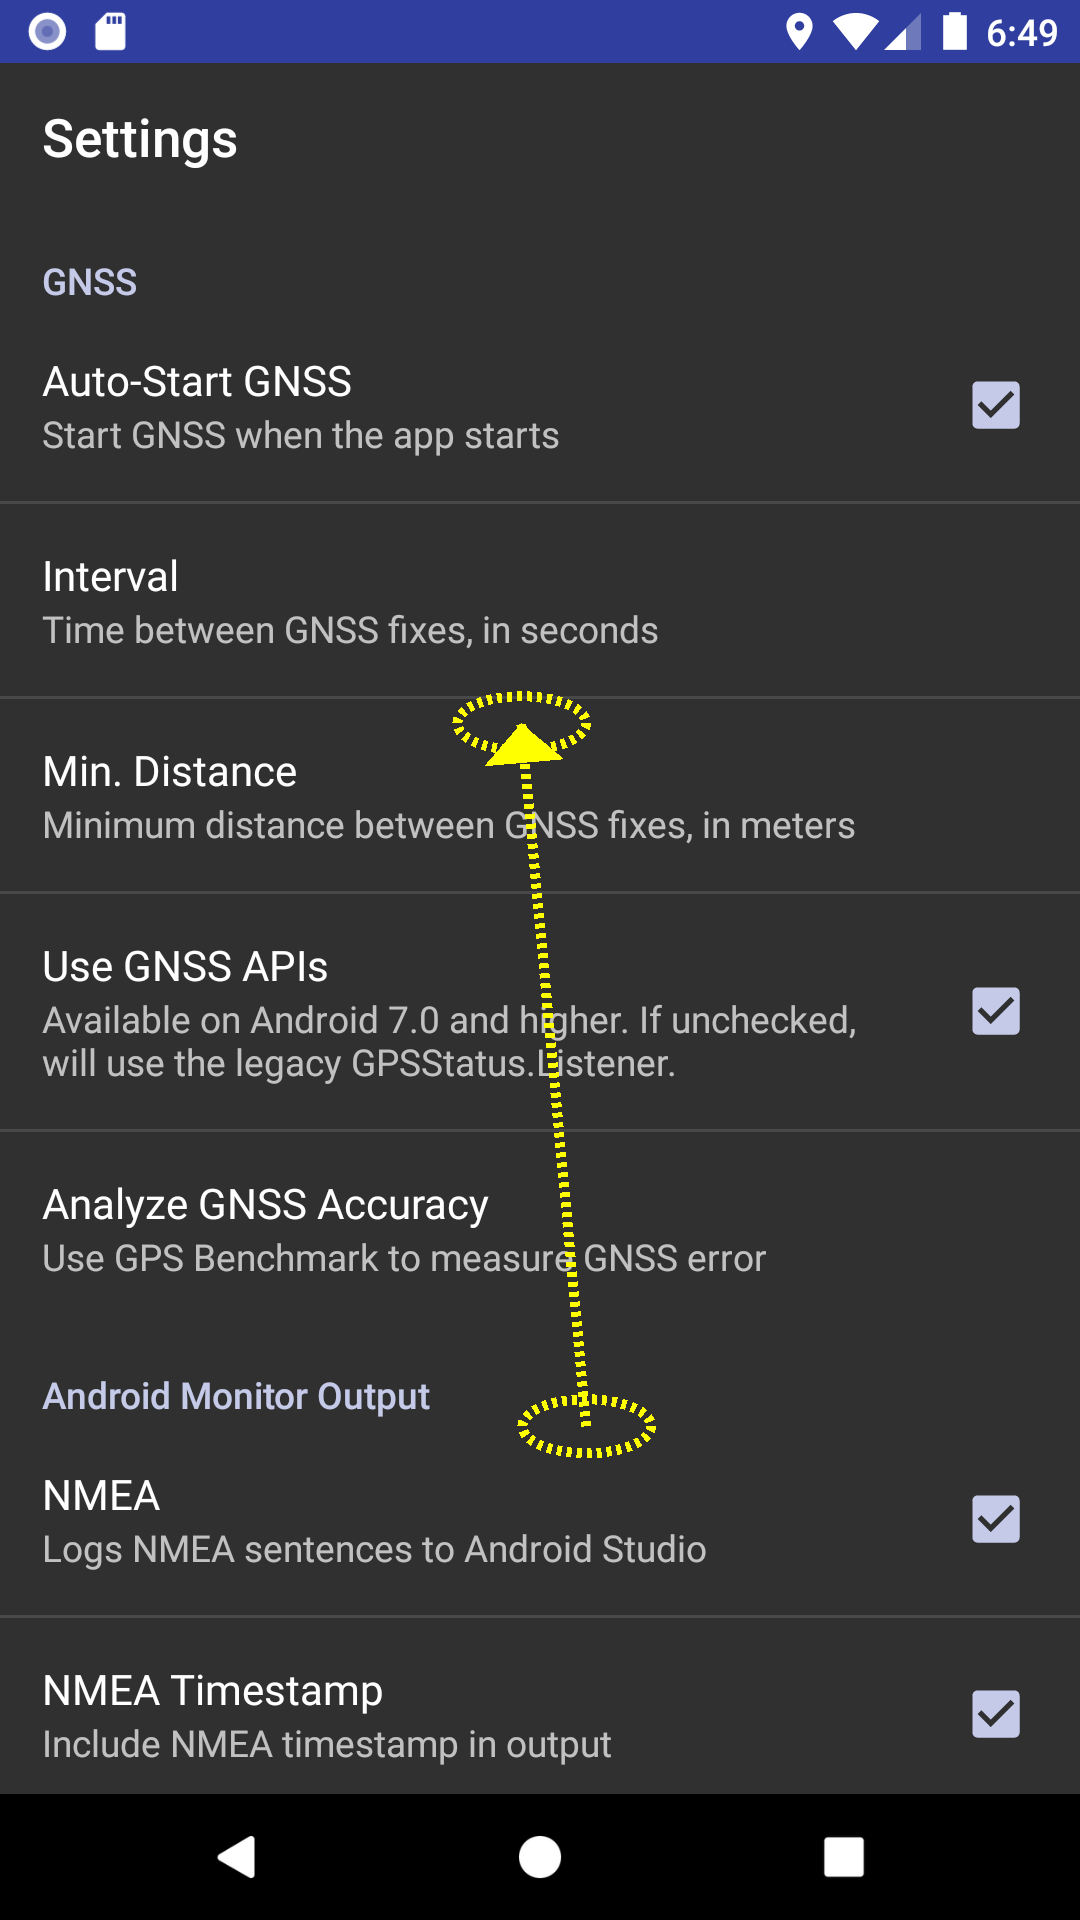 6:49
Settings
GNSS
Auto-Start GNSS
Start GNSS when the app starts
Interval
Time between GNSS fixes, in seconds
Min. Distance
Minimum distance between GNSS fixes, in meters
Use GNSS APIs
Available on Android 7.0 and higher. If unchecked,
will use the legacy GPSStatus.Listener.
Analyze GNSS Accuracy
Use GPS Benchmark to measure GNSS error
Android Monitor Output
NMEA
Logs NMEA sentences to Android Studio
NMEA Timestamp
Include NMEA timestamp in output